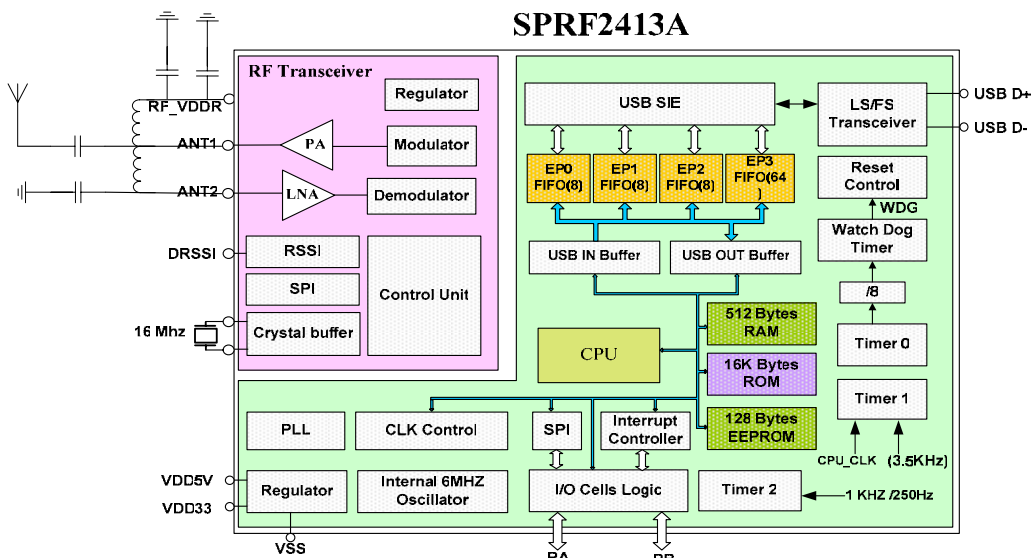 SPRF2413A
RF Transceiver
RF_VDDR
Regulator
ANT1
PA
Modulator
ANT2
LNA
Demodulator
DRSSI
RSSI
SPI
Control Unit
16 Mhz
Crystal buffer
USB SIE
LS/FS
Transceiver
USB D+
USB D-
EP0
FIFO(8)
EP1
FIFO(8)
EP2
FIFO(8)
EP3
FIFO(64
)
Reset
Control
WDG
Watch Dog
Timer
USB IN Buffer
USB OUT Buffer
/8
512 Bytes
RAM
Timer 0
CPU
16K Bytes
ROM
Timer 1
128 Bytes
EEPROM
CPU_CLK
(3.5KHz)
PLL
CLK Control
SPI
Interrupt
Controller
VDD5V
VDD33
Regulator
Internal 6MHZ
Oscillator
I/O Cells Logic
Timer 2
1 KHZ /250Hz
VSS